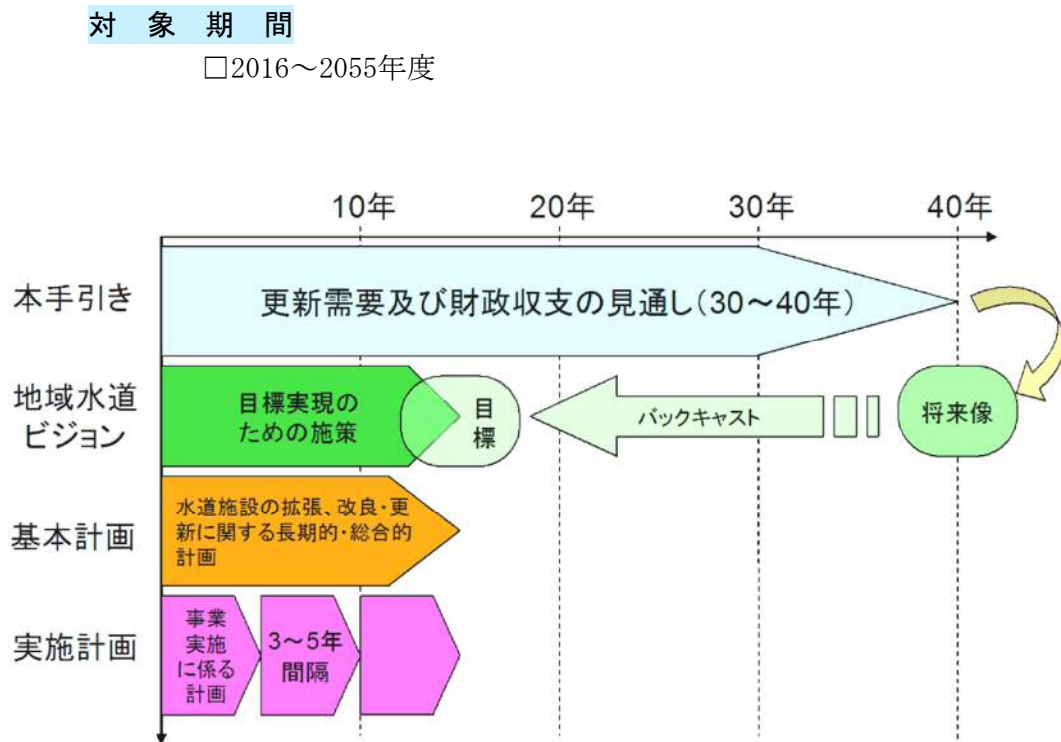 対象期間
□2016～2055年度
10年
20年
30年
40年
本手引き
更新需要及び財政収支の見通し(30～40年)
地域水道
ビジョン
目標実現の
ための施策
目
標
バックキャスト
将来像
基本計画
水道施設の拡張、改良・更
新に関する長期的・総合的
計画
実施計画
事業
実施
に係る
計画
3～5年
間隔